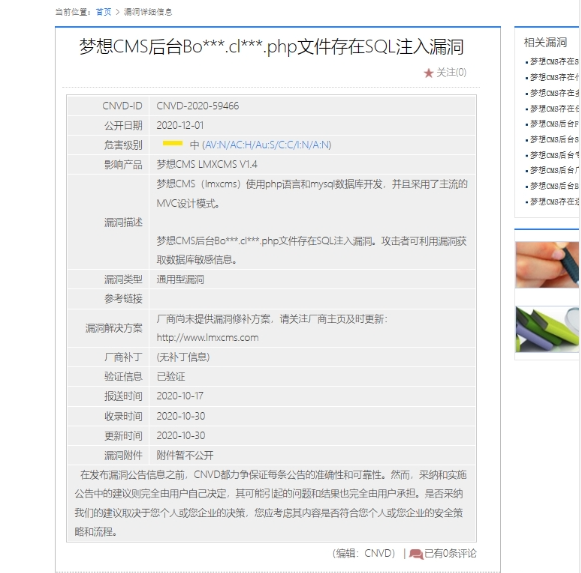 当前位置：首页 > 漏洞详细信息
梦想CMS后台Bo***.cl***.php文件存在SQL注入漏洞
关注(0)
CNVD-ID CNVD-2020-59466
公开日期 2020-12-01
危害级别 中 (AV:N/AC:H/Au:S/C:C/I:N/A:N)
影响产品 梦想CMS LMXCMS V1.4
漏洞描述
梦想CMS（lmxcms）使用php语言和mysql数据库开发，并且采用了主流的
MVC设计模式。
梦想CMS后台Bo***.cl***.php文件存在SQL注入漏洞。攻击者可利用漏洞获
取数据库敏感信息。
漏洞类型 通用型漏洞
参考链接
漏洞解决方案
厂商尚未提供漏洞修补方案，请关注厂商主页及时更新：
http://www.lmxcms.com
厂商补丁 (无补丁信息)
验证信息 已验证
报送时间 2020-10-17
收录时间 2020-10-30
更新时间 2020-10-30
漏洞附件 附件暂不公开
在发布漏洞公告信息之前，CNVD都力争保证每条公告的准确性和可靠性。然而，采纳和实施
公告中的建议则完全由用户自己决定，其可能引起的问题和结果也完全由用户承担。是否采纳
我们的建议取决于您个人或您企业的决策，您应考虑其内容是否符合您个人或您企业的安全策
略和流程。
（编辑：CNVD） | 已有0条评论
相关漏洞
梦想CMS存在S
梦想CMS存在
梦想CMS存在
梦想CMS存在
梦想CMS后台
梦想CMS后台
梦想CMS后台
梦想CMS后台
梦想CMS后台
梦想CMS存在